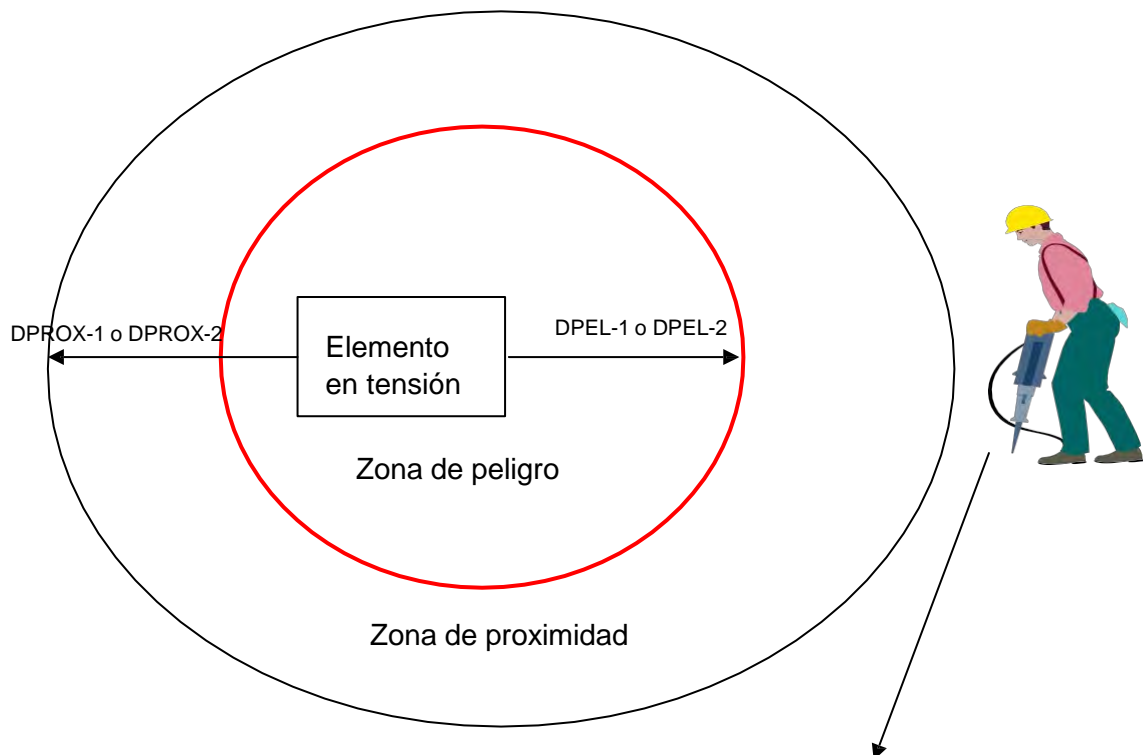 DPROX-1 o DPROX-2
DPEL-1 o DPEL-2
Elemento
en tensión
Zona de peligro
Zona de proximidad